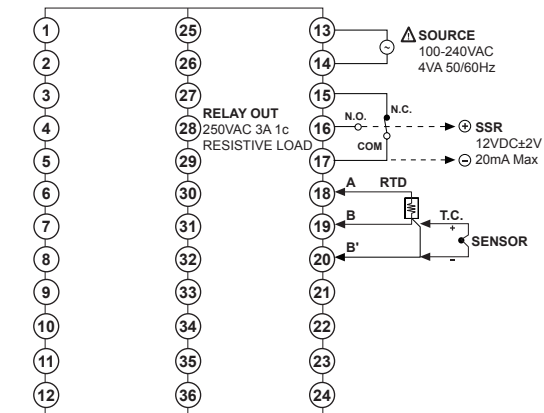 1 25 13
SOURCE
100-240VAC
4VA 50/60Hz
2 26 14
3 27 15
N.C.
RELAY OUT
N.O.
4 28 16
250VAC 3A 1c
SSR
12VDC±2V
RESISTIVE LOAD
COM
5 29 17
20mA Max
A RTD
6 30 18
B
T.C.
7 31 19
+
SENSOR
B'
8 32 20
–
9 33 21
10 34 22
11 35 23
12 36 24